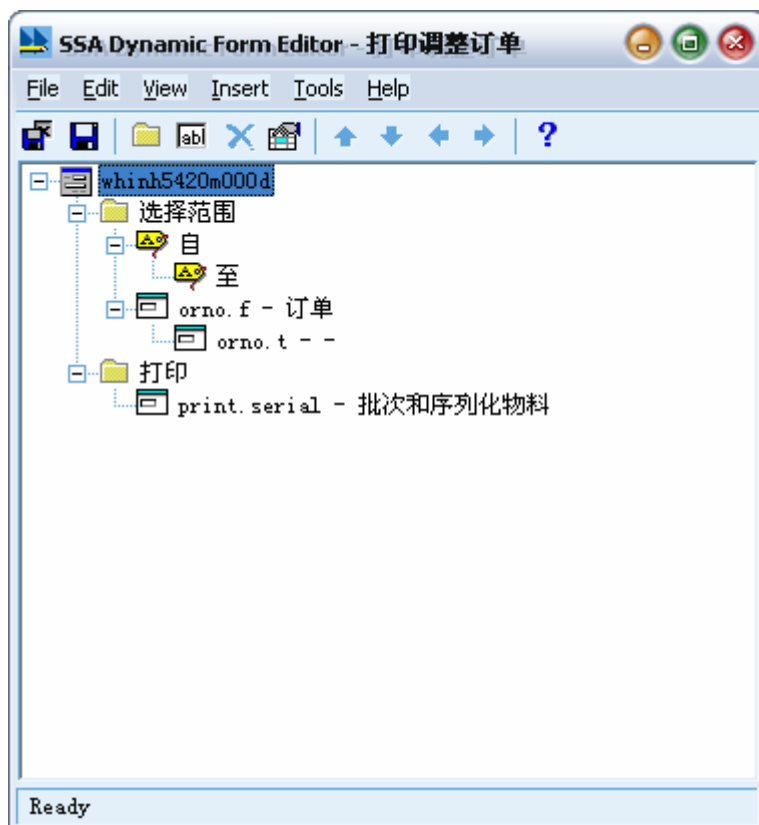 SSA Dynamic Form Editor - 打印调整订单
File Edit View Insert Tools Help
abl ?
whinh5420m000d
选择范围
自
至
orno.f - 订单
orno.t - -
打印
print.serial - 批次和序列化物料
Ready